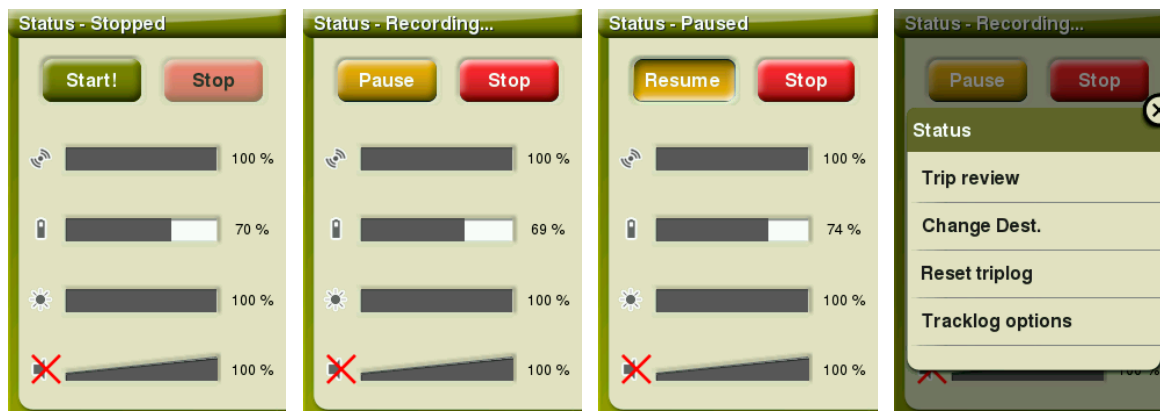 Status - Stopped
Start! Stop
100 %
70 %
100 %
100 %
Status - Recording...
Pause Stop
100 %
69 %
100 %
100 %
Status - Paused
Resume Stop
100 %
74 %
100 %
100 %
Status - Recording...
Pause Stop
Status
Trip review
Change Dest.
Reset triplog
Tracklog options
100 %